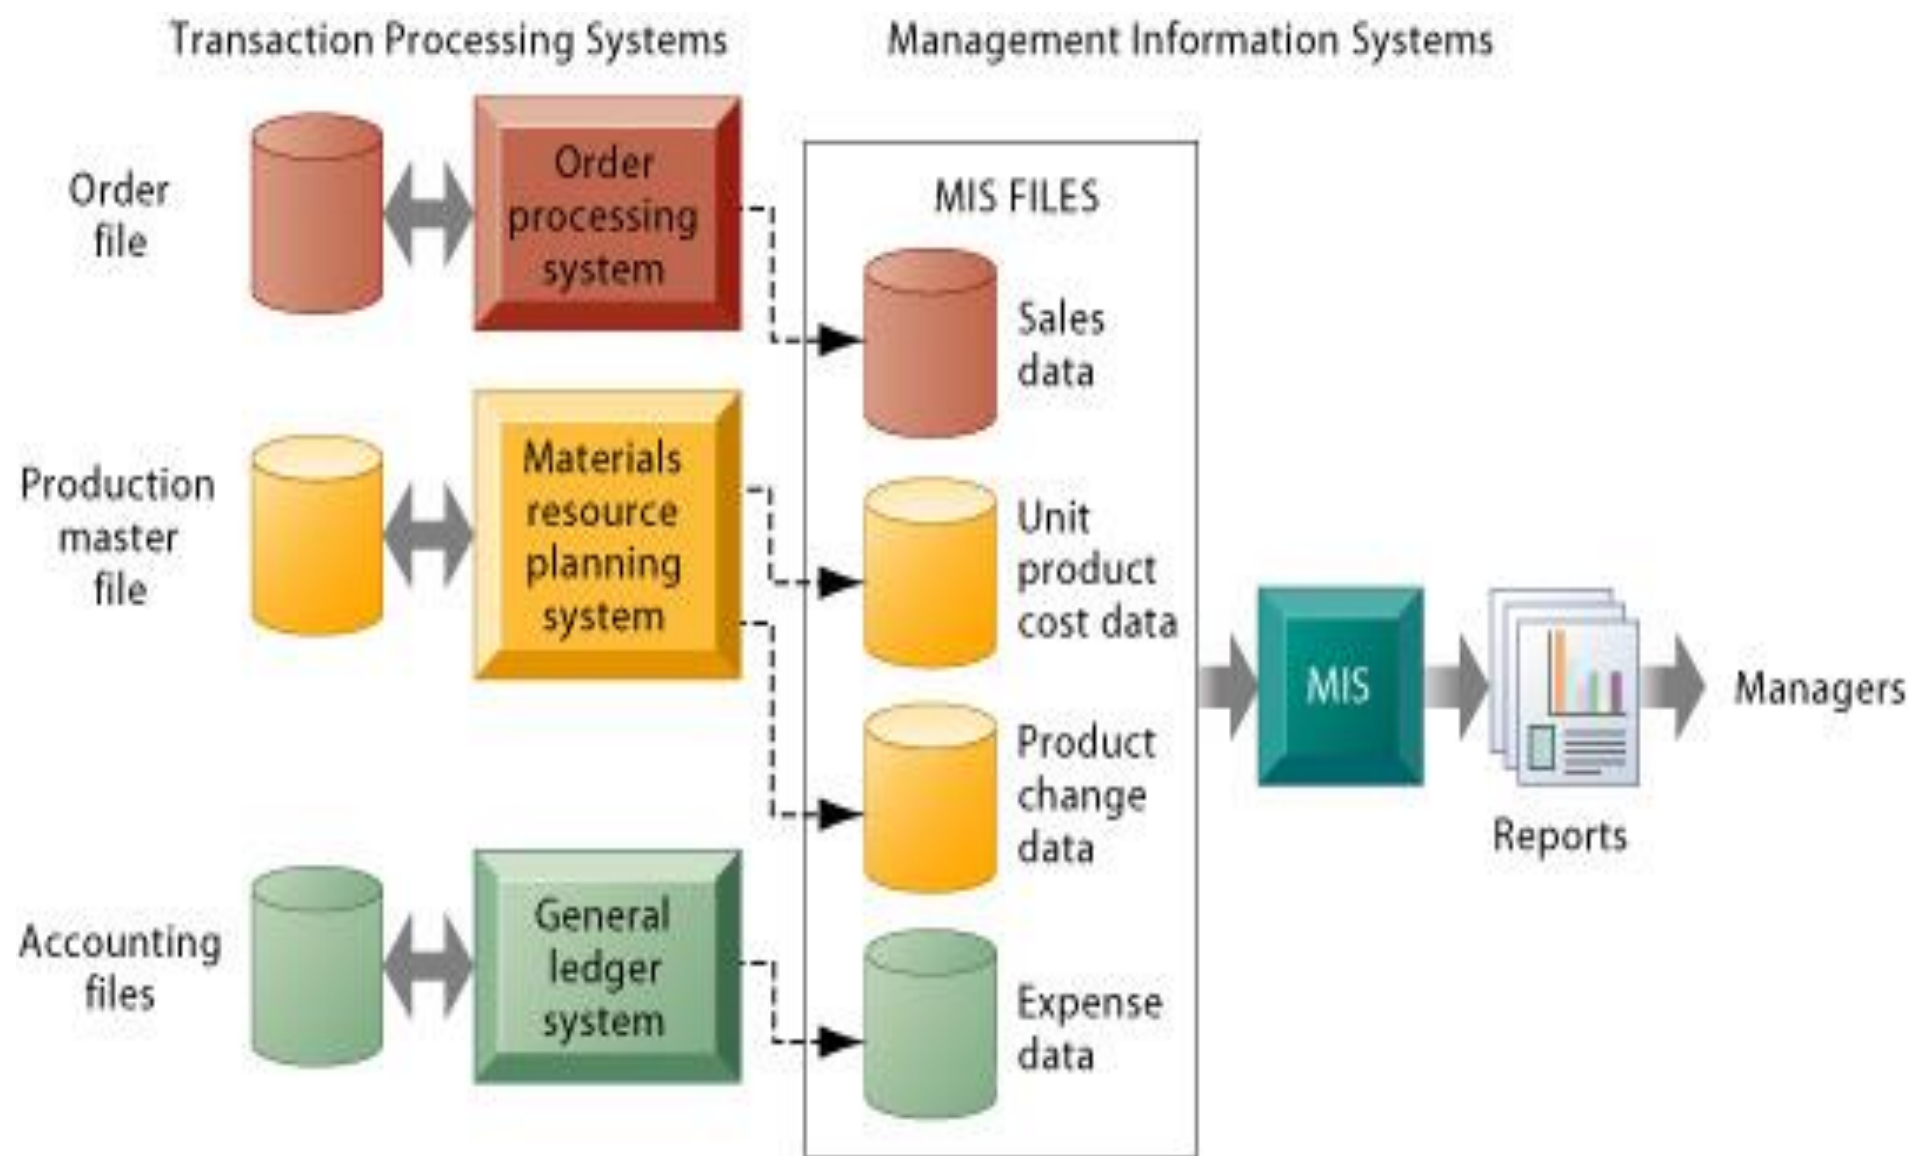 Transaction Processing Systems
Management Information Systems
Order
file
Order
processing
system
MIS FILES
Sales
data
Production
master
file
Materials
resource
planning
system
Unit
product
cost data
Product
change
data
MIS
Reports
Managers
Accounting
files
General
ledger
system
Expense
data